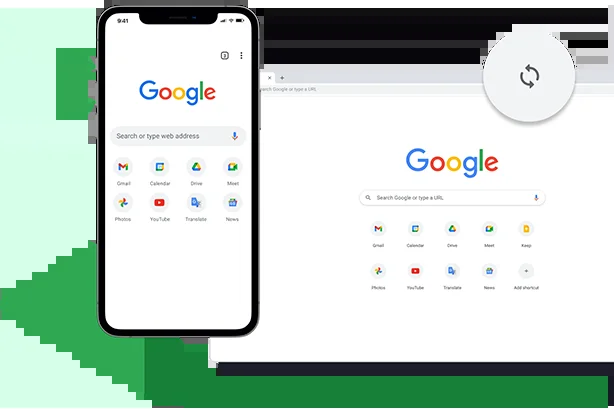 9:41
3
Google
Search or type web address
Gmail Calendar Drive Meet
Photos YouTube Translate News
Search Google or type a URL
Google
Search Google or type a URL
Gmail Calendar Drive Meet Keep
Photos YouTube Translate News Add shortcut